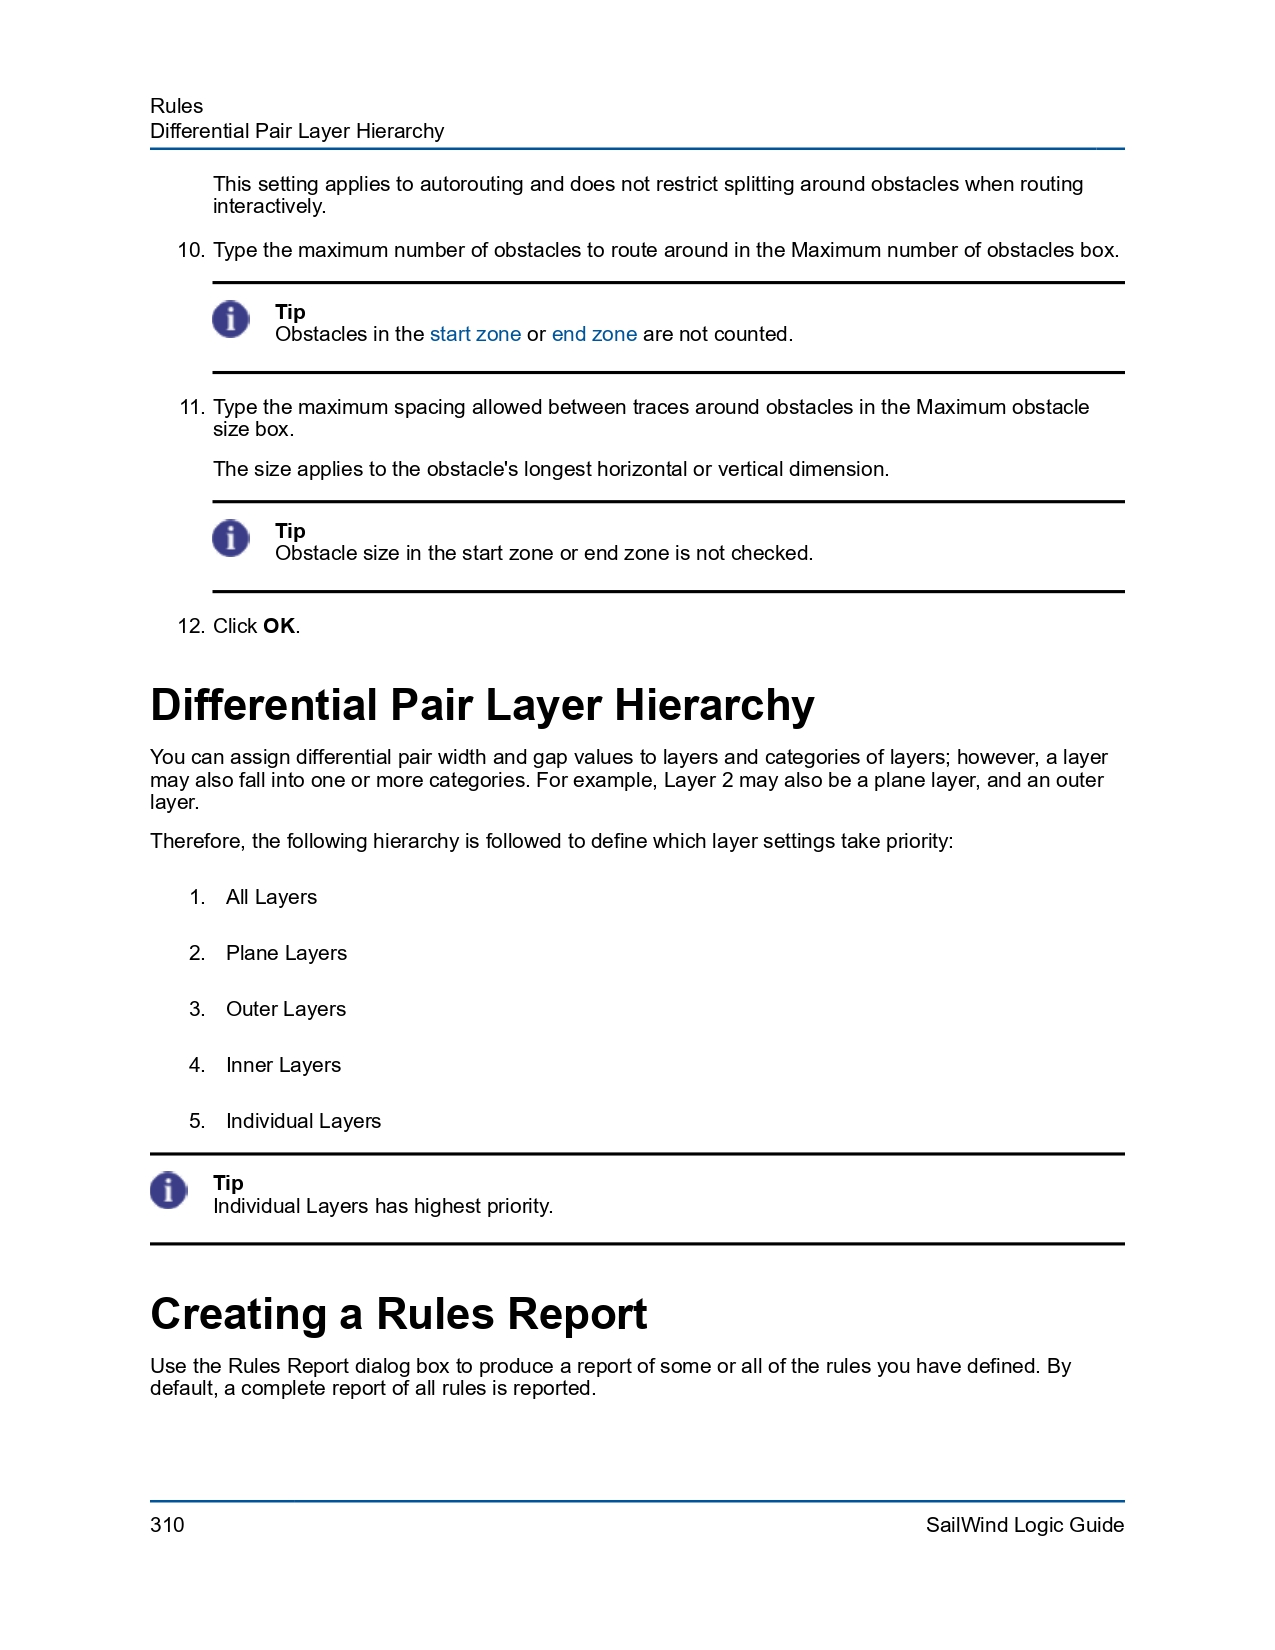 Rules
Differential Pair Layer Hierarchy
This setting applies to autorouting and does not restrict splitting around obstacles when routing
interactively.
10. Type the maximum number of obstacles to route around in the Maximum number of obstacles box.
Tip
Obstacles in the start zone or end zone are not counted.
11. Type the maximum spacing allowed between traces around obstacles in the Maximum obstacle
size box.
The size applies to the obstacle's longest horizontal or vertical dimension.
Tip
Obstacle size in the start zone or end zone is not checked.
12. Click OK.
Differential Pair Layer Hierarchy
You can assign differential pair width and gap values to layers and categories of layers; however, a layer
may also fall into one or more categories. For example, Layer 2 may also be a plane layer, and an outer
layer.
Therefore, the following hierarchy is followed to define which layer settings take priority:
1. All Layers
2. Plane Layers
3. Outer Layers
4. Inner Layers
5. Individual Layers
Tip
Individual Layers has highest priority.
Creating a Rules Report
Use the Rules Report dialog box to produce a report of some or all of the rules you have defined. By
default, a complete report of all rules is reported.
310 SailWind Logic Guide